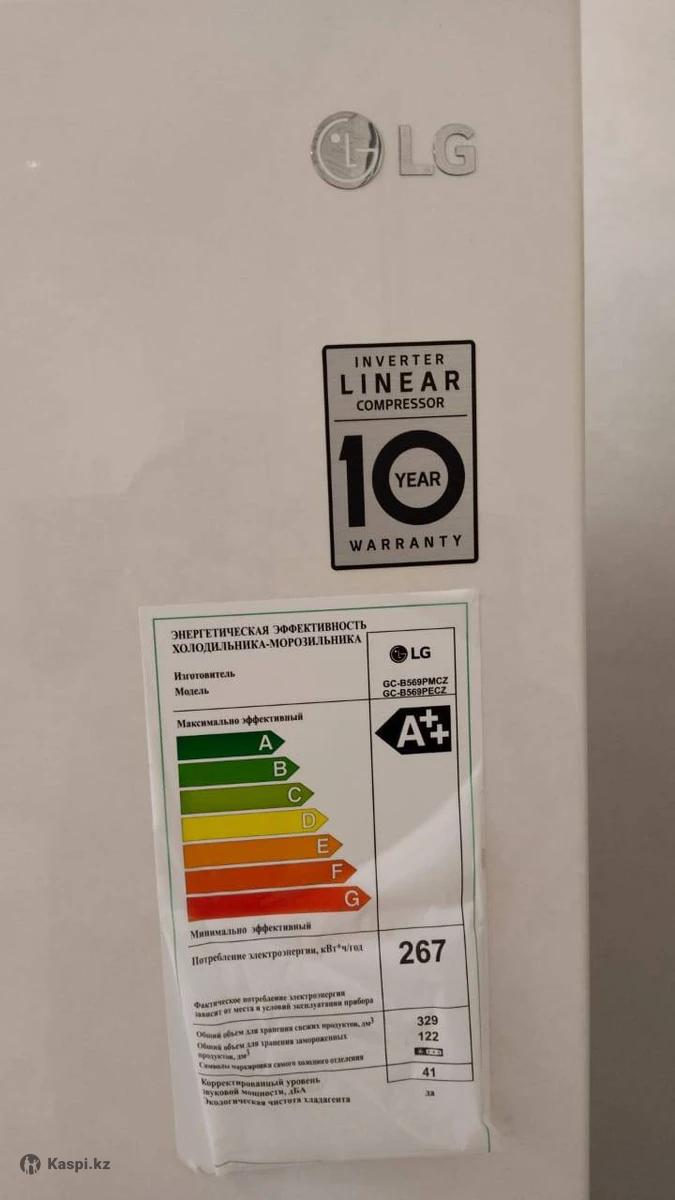 LG
INVERTER
LINEAR
COMPRESSOR
10
YEAR
WARRANTY
ЭНЕРГЕТИЧЕСКАЯ ЭФФЕКТИВНОСТЬ
ХОЛОДИЛЬНИКА-МОРОЗИЛЬНИКА
LG
Изготовитель
Модель
GC-B569PMCZ
GC-B569PECZ
Максимально эффективный
A++
A
B
C
D
E
F
G
Минимально эффективный
Потребление электроэнергии, кВт*ч/год 267
Фактическое потребление электроэнергии
зависит от места и условий эксплуатации прибора
Общий объем для хранения свежих продуктов, дм³ 329
Общий объем для хранения замороженных 122
продуктов, дм³
Символы маркировки самого холодного отделения
Корректированный уровень 41
звуковой мощности, дБА
Экологическая чистота хладагента да
Kaspi.kz